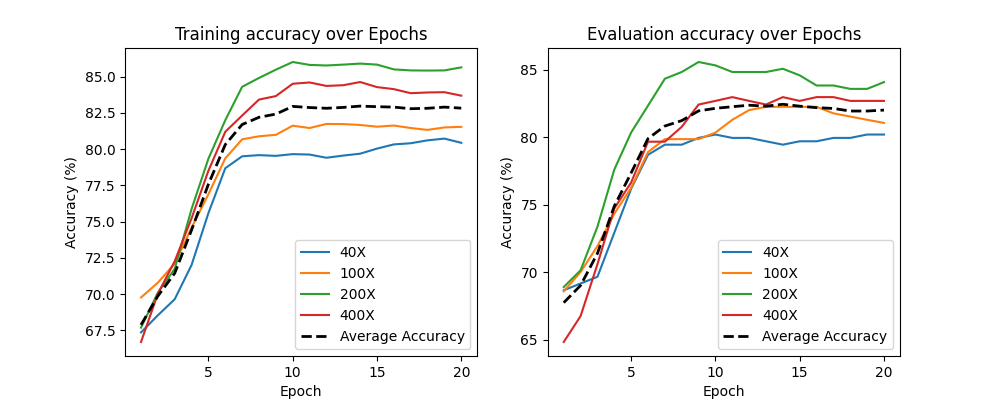 Training accuracy over Epochs
Accuracy (%)
85.0
82.5
80.0
77.5
75.0
72.5
70.0
67.5
5
10
15
20
Epoch
40X
100X
200X
400X
Average Accuracy
Evaluation accuracy over Epochs
Accuracy (%)
85
80
75
70
65
5
10
15
20
Epoch
40X
100X
200X
400X
Average Accuracy